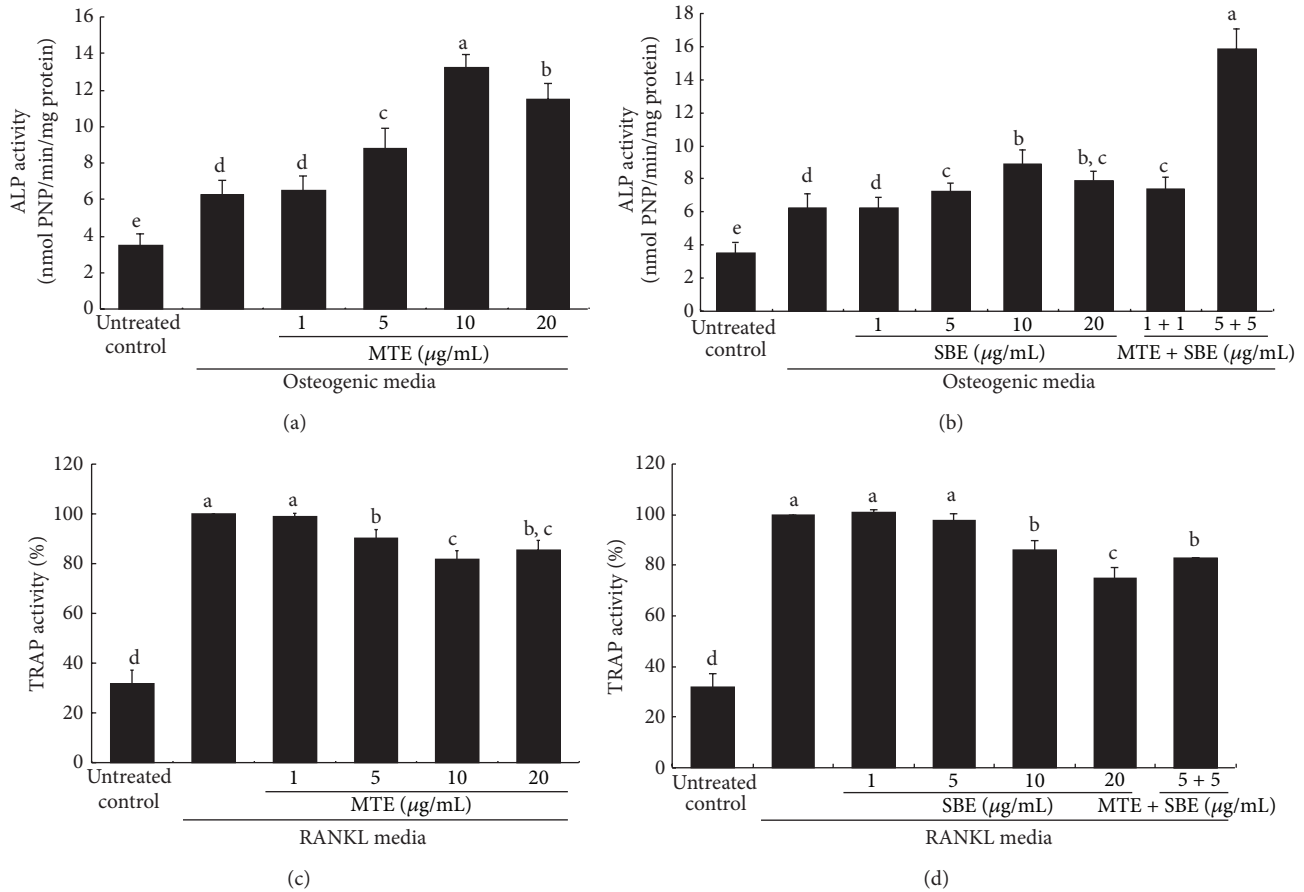 ALP activity
(nmol PNP/min/mg protein)
16
14
12
10
8
6
4
2
0
e
d
d
c
a
b
Untreated
control
1 5 10 20
MTE (μg/mL)
Osteogenic media
(a)
ALP activity
(nmol PNP/min/mg protein)
18
16
14
12
10
8
6
4
2
0
e
d
d
c
b
b, c
c
a
Untreated
control
1 5 10 20 1 + 1 5 + 5
SBE (μg/mL) MTE + SBE (μg/mL)
Osteogenic media
(b)
TRAP activity (%)
120
100
80
60
40
20
0
d
a
a
b
c
b, c
Untreated
control
1 5 10 20
MTE (μg/mL)
RANKL media
(c)
TRAP activity (%)
120
100
80
60
40
20
0
d
a
a
a
b
c
b
Untreated
control
1 5 10 20 5 + 5
SBE (μg/mL) MTE + SBE (μg/mL)
RANKL media
(d)